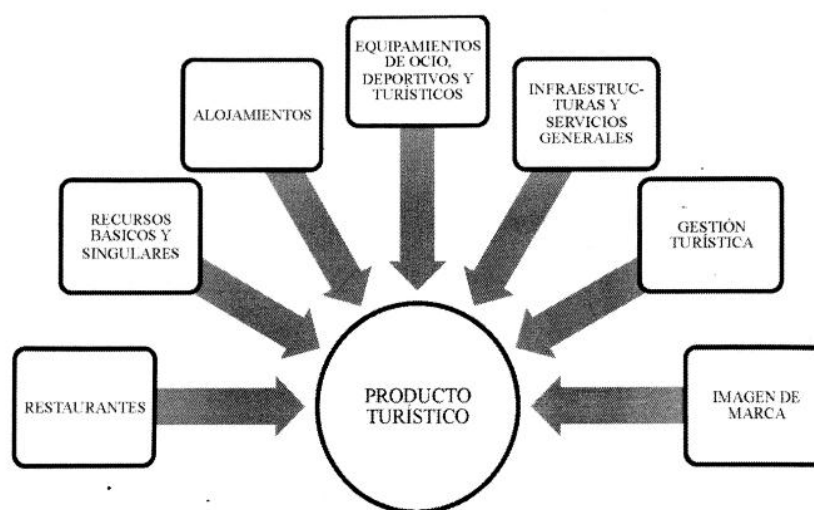 EQUIPAMIENTOS
DE OCIO,
DEPORTIVOS Y
TURÍSTICOS
ALOJAMIENTOS
INFRAESTRUC-
TURAS Y
SERVICIOS
GENERALES
RECURSOS
BÁSICOS Y
SINGULARES
GESTIÓN
TURÍSTICA
RESTAURANTES
PRODUCTO
TURÍSTICO
IMAGEN DE
MARCA